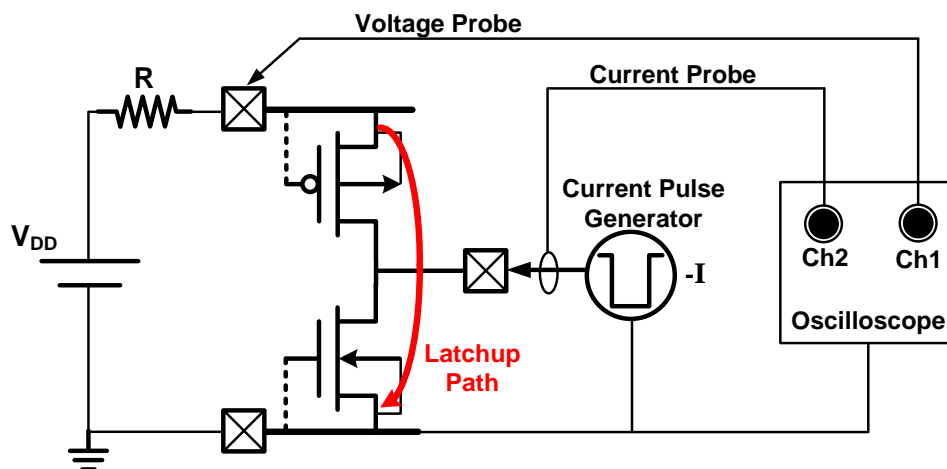 Voltage Probe
R
Current Probe
Current Pulse
Generator
V_DD
-I
Ch2
Ch1
Oscilloscope
Latchup
Path